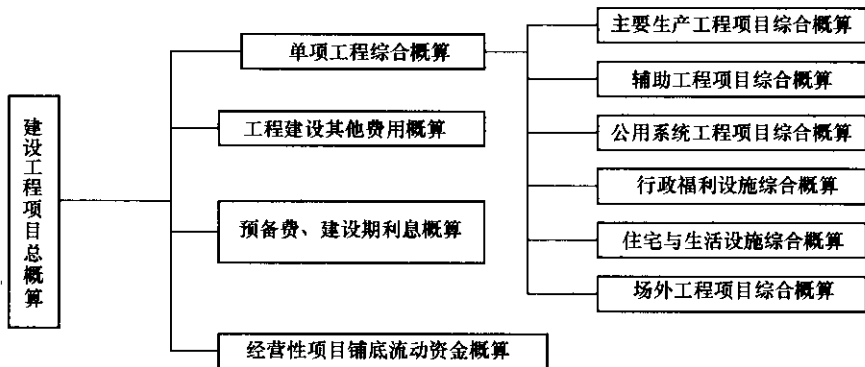 建设工程项目总概算
单项工程综合概算
工程建设其他费用概算
预备费、建设期利息概算
经营性项目铺底流动资金概算
主要生产工程项目综合概算
辅助工程项目综合概算
公用系统工程项目综合概算
行政福利设施综合概算
住宅与生活设施综合概算
场外工程项目综合概算